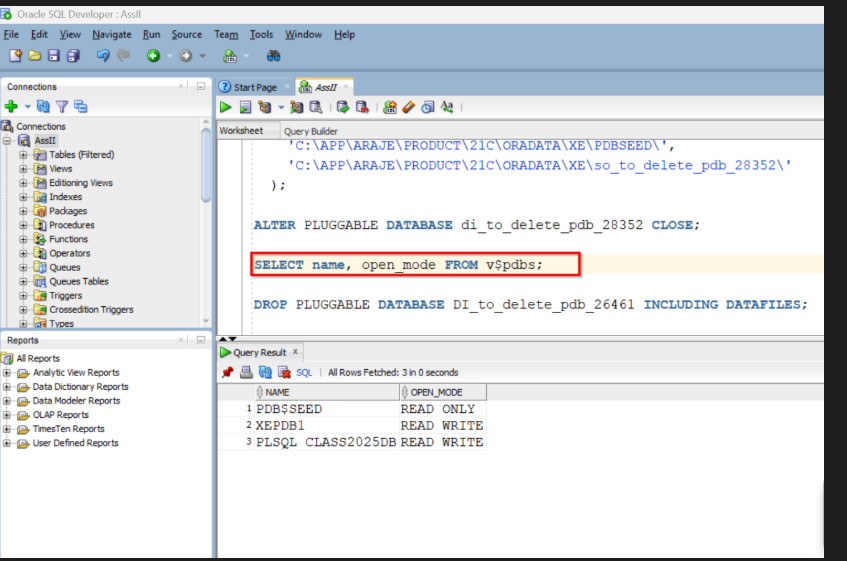 Oracle SQL Developer : AssII
File Edit View Navigate Run Source Team Tools Window Help
Connections
Connections
AssII
Tables (Filtered)
Views
Editioning Views
Indexes
Packages
Procedures
Functions
Operators
Queues
Queues Tables
Triggers
Crossedition Triggers
Types
Reports
All Reports
Analytic View Reports
Data Dictionary Reports
Data Modeler Reports
OLAP Reports
TimesTen Reports
User Defined Reports
Start Page AssII
Worksheet Query Builder
'C:\APP\ARAJE\PRODUCT\21C\ORADATA\XE\PDBSEED\',
'C:\APP\ARAJE\PRODUCT\21C\ORADATA\XE\so_to_delete_pdb_28352\'
);
ALTER PLUGGABLE DATABASE di_to_delete_pdb_28352 CLOSE;
SELECT name, open_mode FROM v$pdbs;
DROP PLUGGABLE DATABASE DI_to_delete_pdb_26461 INCLUDING DATAFILES;
Query Result x
SQL | All Rows Fetched: 3 in 0 seconds
NAME OPEN_MODE
1 PDB$SEED READ ONLY
2 XEPDB1 READ WRITE
3 PLSQL CLASS2025DB READ WRITE